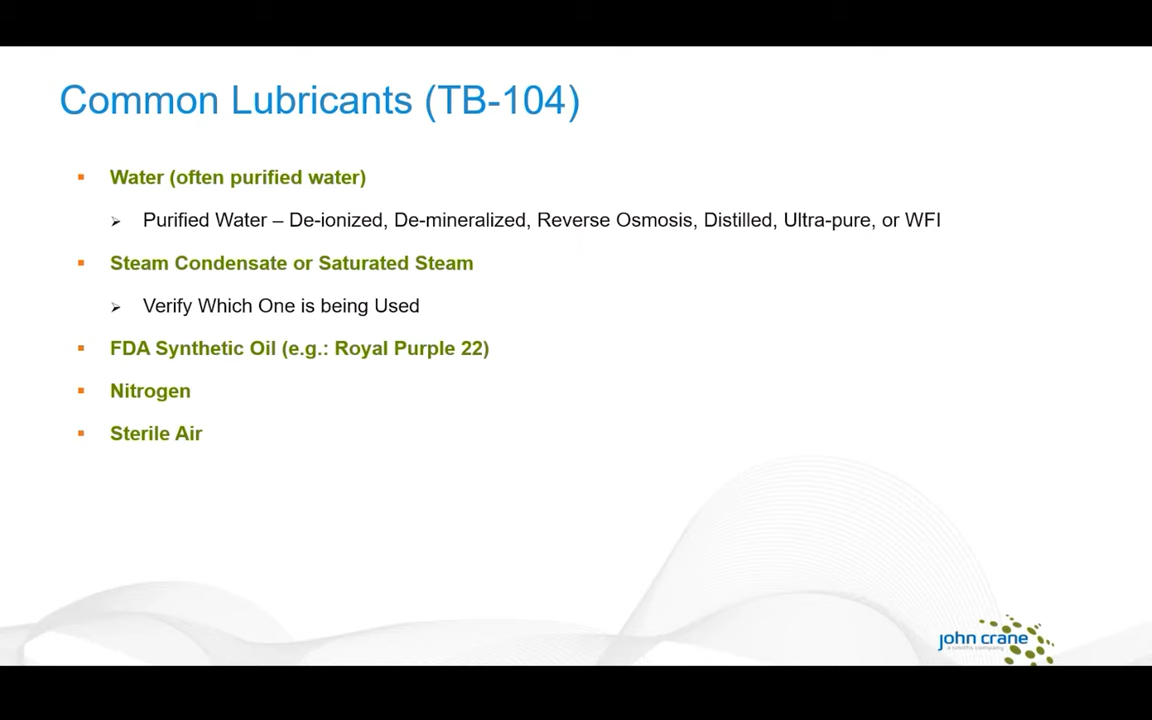 Common Lubricants (TB-104)
Water (often purified water)
Purified Water – De-ionized, De-mineralized, Reverse Osmosis, Distilled, Ultra-pure, or WFI
Steam Condensate or Saturated Steam
Verify Which One is being Used
FDA Synthetic Oil (e.g.: Royal Purple 22)
Nitrogen
Sterile Air
john crane
a smiths company